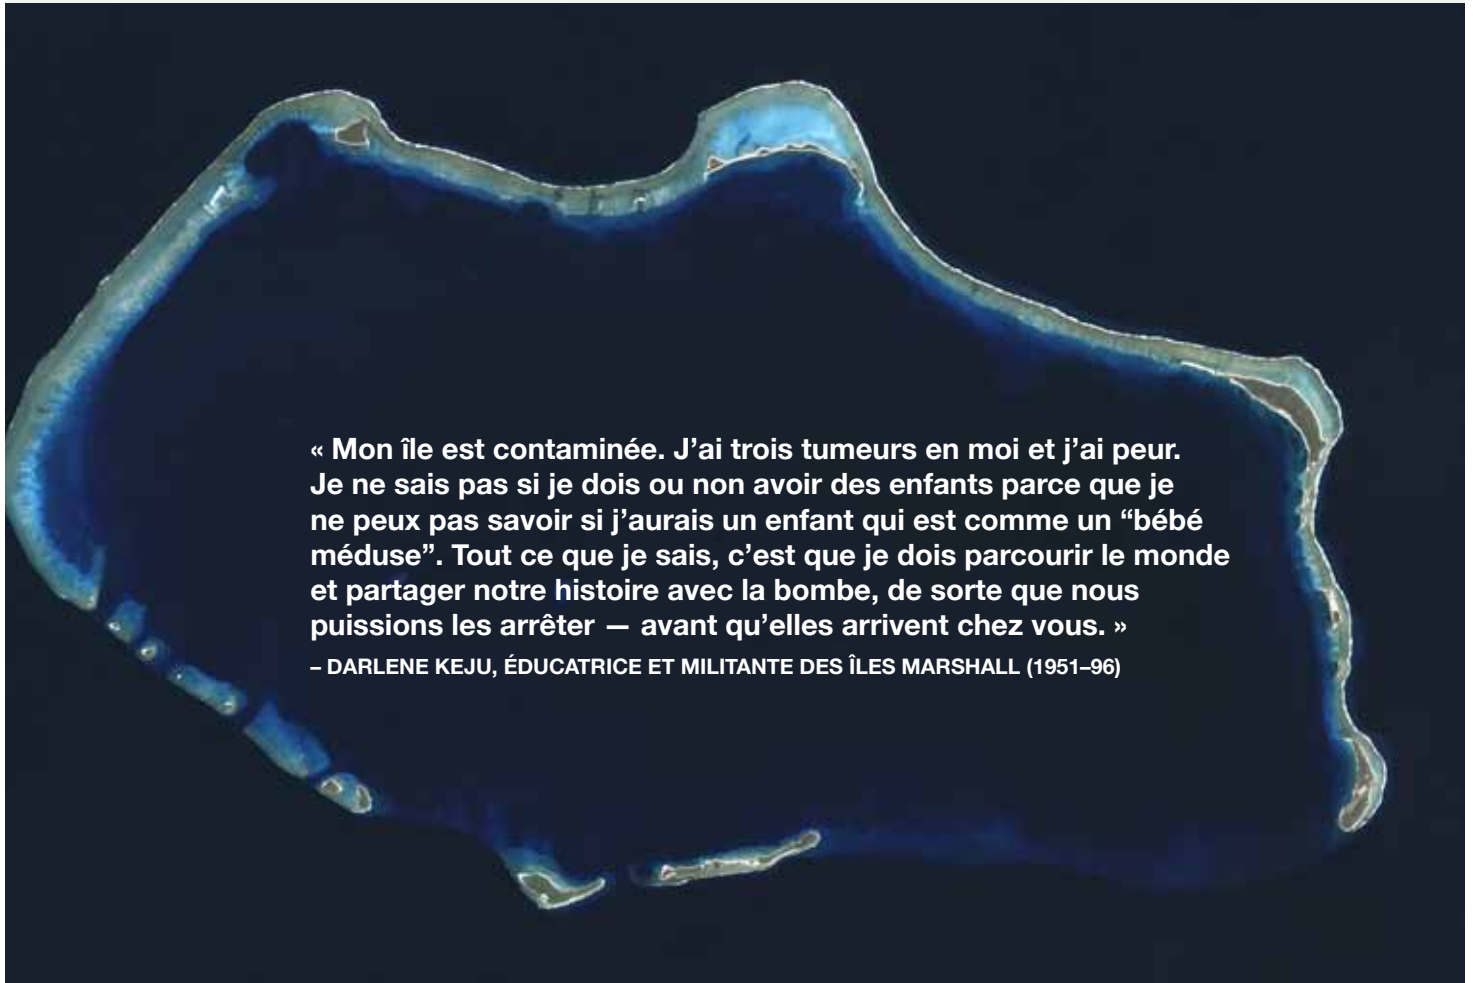 « Mon île est contaminée. J’ai trois tumeurs en moi et j’ai peur.
Je ne sais pas si je dois ou non avoir des enfants parce que je
ne peux pas savoir si j’aurais un enfant qui est comme un “bébé
méduse”. Tout ce que je sais, c’est que je dois parcourir le monde
et partager notre histoire avec la bombe, de sorte que nous
puissions les arrêter — avant qu’elles arrivent chez vous. »
– DARLENE KEJU, ÉDUCATRICE ET MILITANTE DES ÎLES MARSHALL (1951–96)